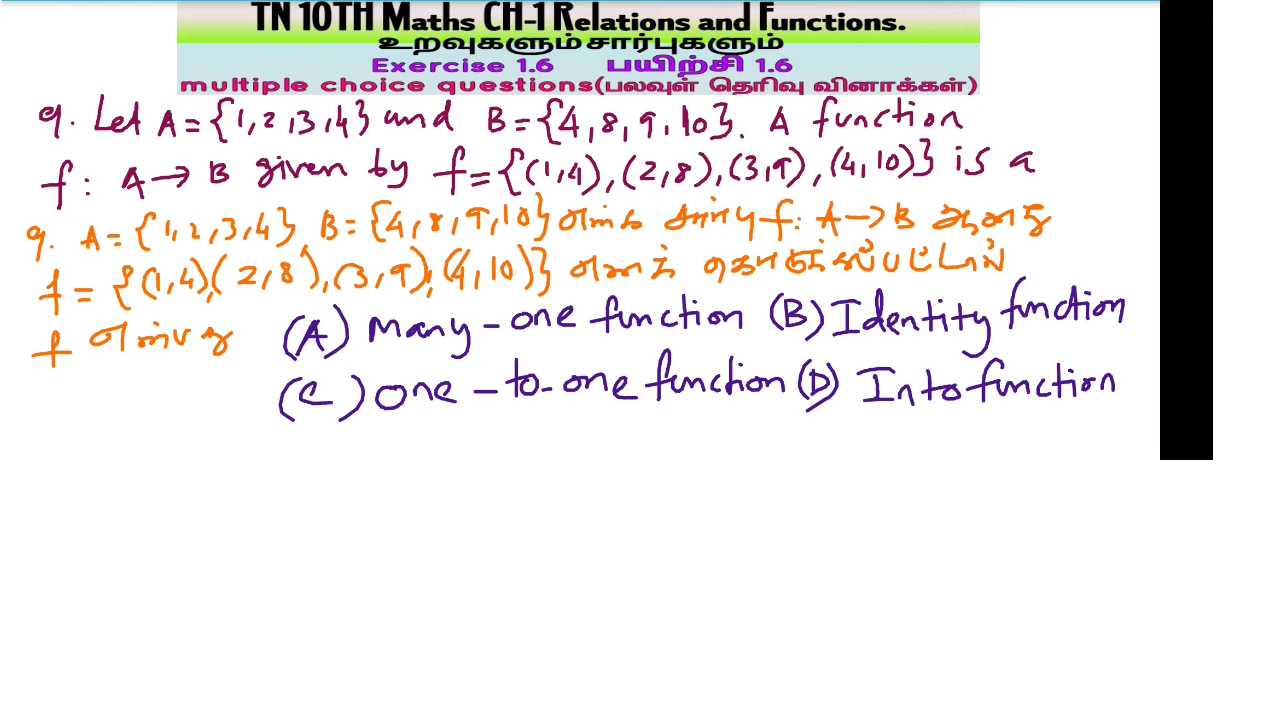 TN 10TH Maths CH-1 Relations and Functions.
உறவுகளும் சார்புகளும்
Exercise 1.6 பயிற்சி 1.6
multiple choice questions(பலவுள் தெரிவு வினாக்கள்)
9. Let A = {1, 2, 3, 4} and B = {4, 8, 9, 10}. A function
f : A → B given by f = {(1,4), (2,8), (3,9), (4,10)} is a
9. A = {1, 2, 3, 4} B = {4, 8, 9, 10} என்க சார்பு f: A → B ஆனது
f = {(1,4), (2,8), (3,9), (4,10)} எனக் கொடுக்கப்பட்டால்
f என்பது
(A) Many - one function (B) Identity function
(C) one - to - one function (D) Into function